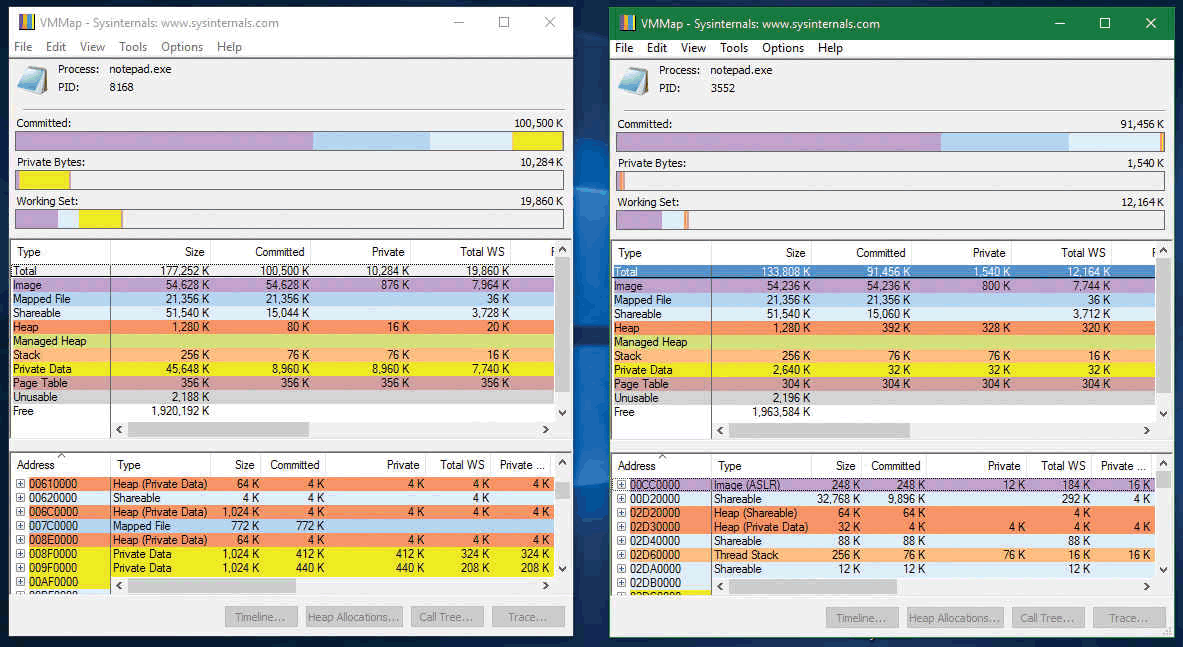 VMMap - Sysinternals: www.sysinternals.com
File Edit View Tools Options Help
Process: notepad.exe
PID: 8168
Committed: 100,500 K
Private Bytes: 10,284 K
Working Set: 19,860 K
Type Size Committed Private Total WS
Total 177,252 K 100,500 K 10,284 K 19,860 K
Image 54,628 K 54,628 K 876 K 7,964 K
Mapped File 21,356 K 21,356 K 36 K
Shareable 51,540 K 15,044 K 3,728 K
Heap 1,280 K 80 K 16 K 20 K
Managed Heap
Stack 256 K 76 K 76 K 16 K
Private Data 45,648 K 8,960 K 8,960 K 7,740 K
Page Table 356 K 356 K 356 K 356 K
Unusable 2,188 K
Free 1,920,192 K
Address Type Size Committed Private Total WS Private ...
00610000 Heap (Private Data) 64 K 4 K 4 K 4 K 4 K
00620000 Shareable 4 K 4 K 4 K
006C0000 Heap (Private Data) 1,024 K 4 K 4 K 4 K 4 K
007C0000 Mapped File 772 K 772 K
008E0000 Heap (Private Data) 64 K 4 K 4 K 4 K 4 K
008F0000 Private Data 1,024 K 412 K 412 K 324 K 324 K
009F0000 Private Data 1,024 K 440 K 440 K 208 K 208 K
00AF0000
Timeline... Heap Allocations... Call Tree... Trace...
VMMap - Sysinternals: www.sysinternals.com
File Edit View Tools Options Help
Process: notepad.exe
PID: 3552
Committed: 91,456 K
Private Bytes: 1,540 K
Working Set: 12,164 K
Type Size Committed Private Total WS
Total 133,808 K 91,456 K 1,540 K 12,164 K
Image 54,236 K 54,236 K 800 K 7,744 K
Mapped File 21,356 K 21,356 K 36 K
Shareable 51,540 K 15,060 K 3,712 K
Heap 1,280 K 392 K 328 K 320 K
Managed Heap
Stack 256 K 76 K 76 K 16 K
Private Data 2,640 K 32 K 32 K 32 K
Page Table 304 K 304 K 304 K 304 K
Unusable 2,196 K
Free 1,963,584 K
Address Type Size Committed Private Total WS Private ...
00CC0000 Image (ASLR) 248 K 248 K 12 K 184 K 16 K
00D20000 Shareable 32,768 K 9,896 K 292 K 4 K
02D20000 Heap (Shareable) 64 K 64 K 4 K
02D30000 Heap (Private Data) 32 K 4 K 4 K 4 K 4 K
02D40000 Shareable 88 K 88 K 88 K
02D60000 Thread Stack 256 K 76 K 76 K 16 K 16 K
02DA0000 Shareable 12 K 12 K 12 K
02DB0000
Timeline... Heap Allocations... Call Tree... Trace...